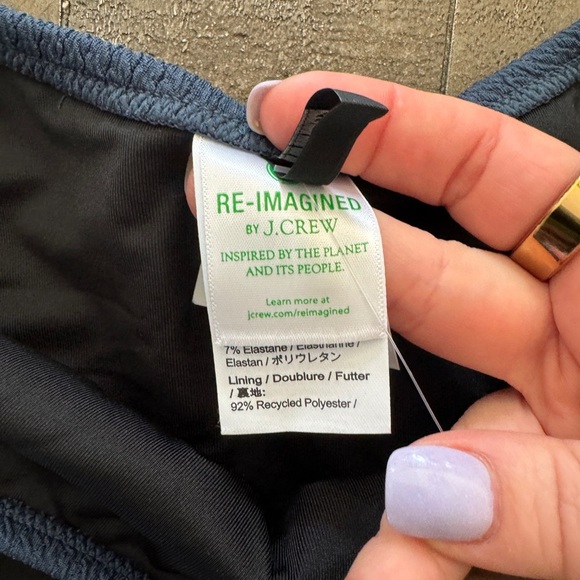 RE-IMAGINED
BY J.CREW
INSPIRED BY THE PLANET
AND ITS PEOPLE.
Learn more at
jcrew.com/reimagined
7% Elastane / Elasthanne /
Elastan / ポリウレタン
Lining / Doublure / Futter
/ 裏地:
92% Recycled Polyester /